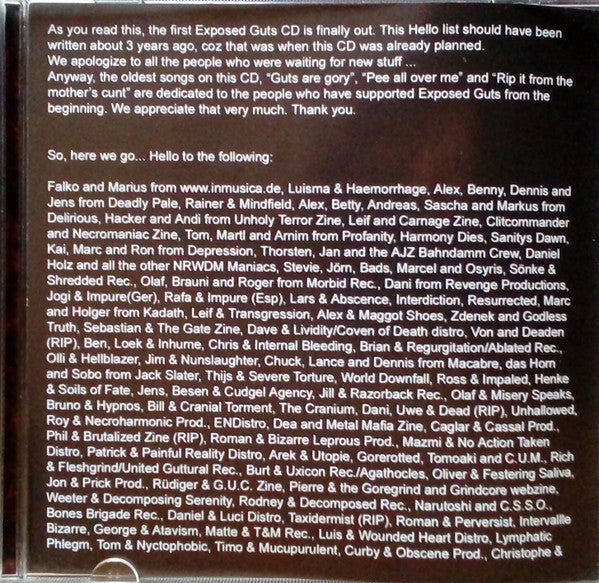 As you read this, the first Exposed Guts CD is finally out. This Hello list should have been
written about 3 years ago, coz that was when this CD was already planned.
We apologize to all the people who were waiting for new stuff ...
Anyway, the oldest songs on this CD, “Guts are gory”, “Pee all over me” and “Rip it from the
mother’s cunt” are dedicated to the people who have supported Exposed Guts from the
beginning. We appreciate that very much. Thank you.
So, here we go... Hello to the following:
Falko and Marius from www.inmusica.de, Luisma & Haemorrhage, Alex, Benny, Dennis and
Jens from Deadly Pale, Rainer & Mindfield, Alex, Betty, Andreas, Sascha and Markus from
Delirious, Hacker and Andi from Unholy Terror Zine, Leif and Carnage Zine, Clitcommander
and Necromaniac Zine, Tom, Martl and Arnim from Profanity, Harmony Dies, Sanitys Dawn,
Kai, Marc and Ron from Depression, Thorsten, Jan and the AJZ Bahndamm Crew, Daniel
Holz and all the other NRWDM Maniacs, Stevie, Jörn, Bads, Marcel and Osyris, Sönke &
Shredded Rec., Olaf, Brauni and Roger from Morbid Rec., Dani from Revenge Productions,
Jogi & Impure(Ger), Rafa & Impure (Esp), Lars & Abscence, Interdiction, Resurrected, Marc
and Holger from Kadath, Leif & Transgression, Alex & Maggot Shoes, Zdenek and Godless
Truth, Sebastian & The Gate Zine, Dave & Lividity/Coven of Death distro, Von and Deaden
(RIP), Ben, Loek & Inhume, Chris & Internal Bleeding, Brian & Regurgitation/Ablated Rec.,
Olli & Hellblazer, Jim & Nunslaughter, Chuck, Lance and Dennis from Macabre, das Horn
and Sobo from Jack Slater, Thijs & Severe Torture, World Downfall, Ross & Impaled, Henke
& Soils of Fate, Jens, Besen & Cudgel Agency, Jill & Razorback Rec., Olaf & Misery Speaks,
Bruno & Hypnos, Bill & Cranial Torment, The Cranium, Dani, Uwe & Dead (RIP), Unhallowed,
Roy & Necroharmonic Prod., ENDistro, Dea and Metal Mafia Zine, Caglar & Cassal Prod.,
Phil & Brutalized Zine (RIP), Roman & Bizarre Leprous Prod., Mazmi & No Action Taken
Distro, Patrick & Painful Reality Distro, Arek & Utopie, Gorerotted, Tomoaki and C.U.M., Rich
& Fleshgrind/United Guttural Rec., Burt & Uxicon Rec./Agathocles, Oliver & Festering Saliva,
Jon & Prick Prod., Rüdiger & G.U.C. Zine, Pierre & the Goregrind and Grindcore webzine,
Weeter & Decomposing Serenity, Rodney & Decomposed Rec., Narutoshi and C.S.S.O.,
Bones Brigade Rec., Daniel & Luci Distro, Taxidermist (RIP), Roman & Perversist, Intervallle
Bizarre, George & Atavism, Matte & T&M Rec., Luis & Wounded Heart Distro, Lymphatic
Phlegm, Tom & Nyctophobic, Timo & Mucupurulent, Curby & Obscene Prod., Christophe &